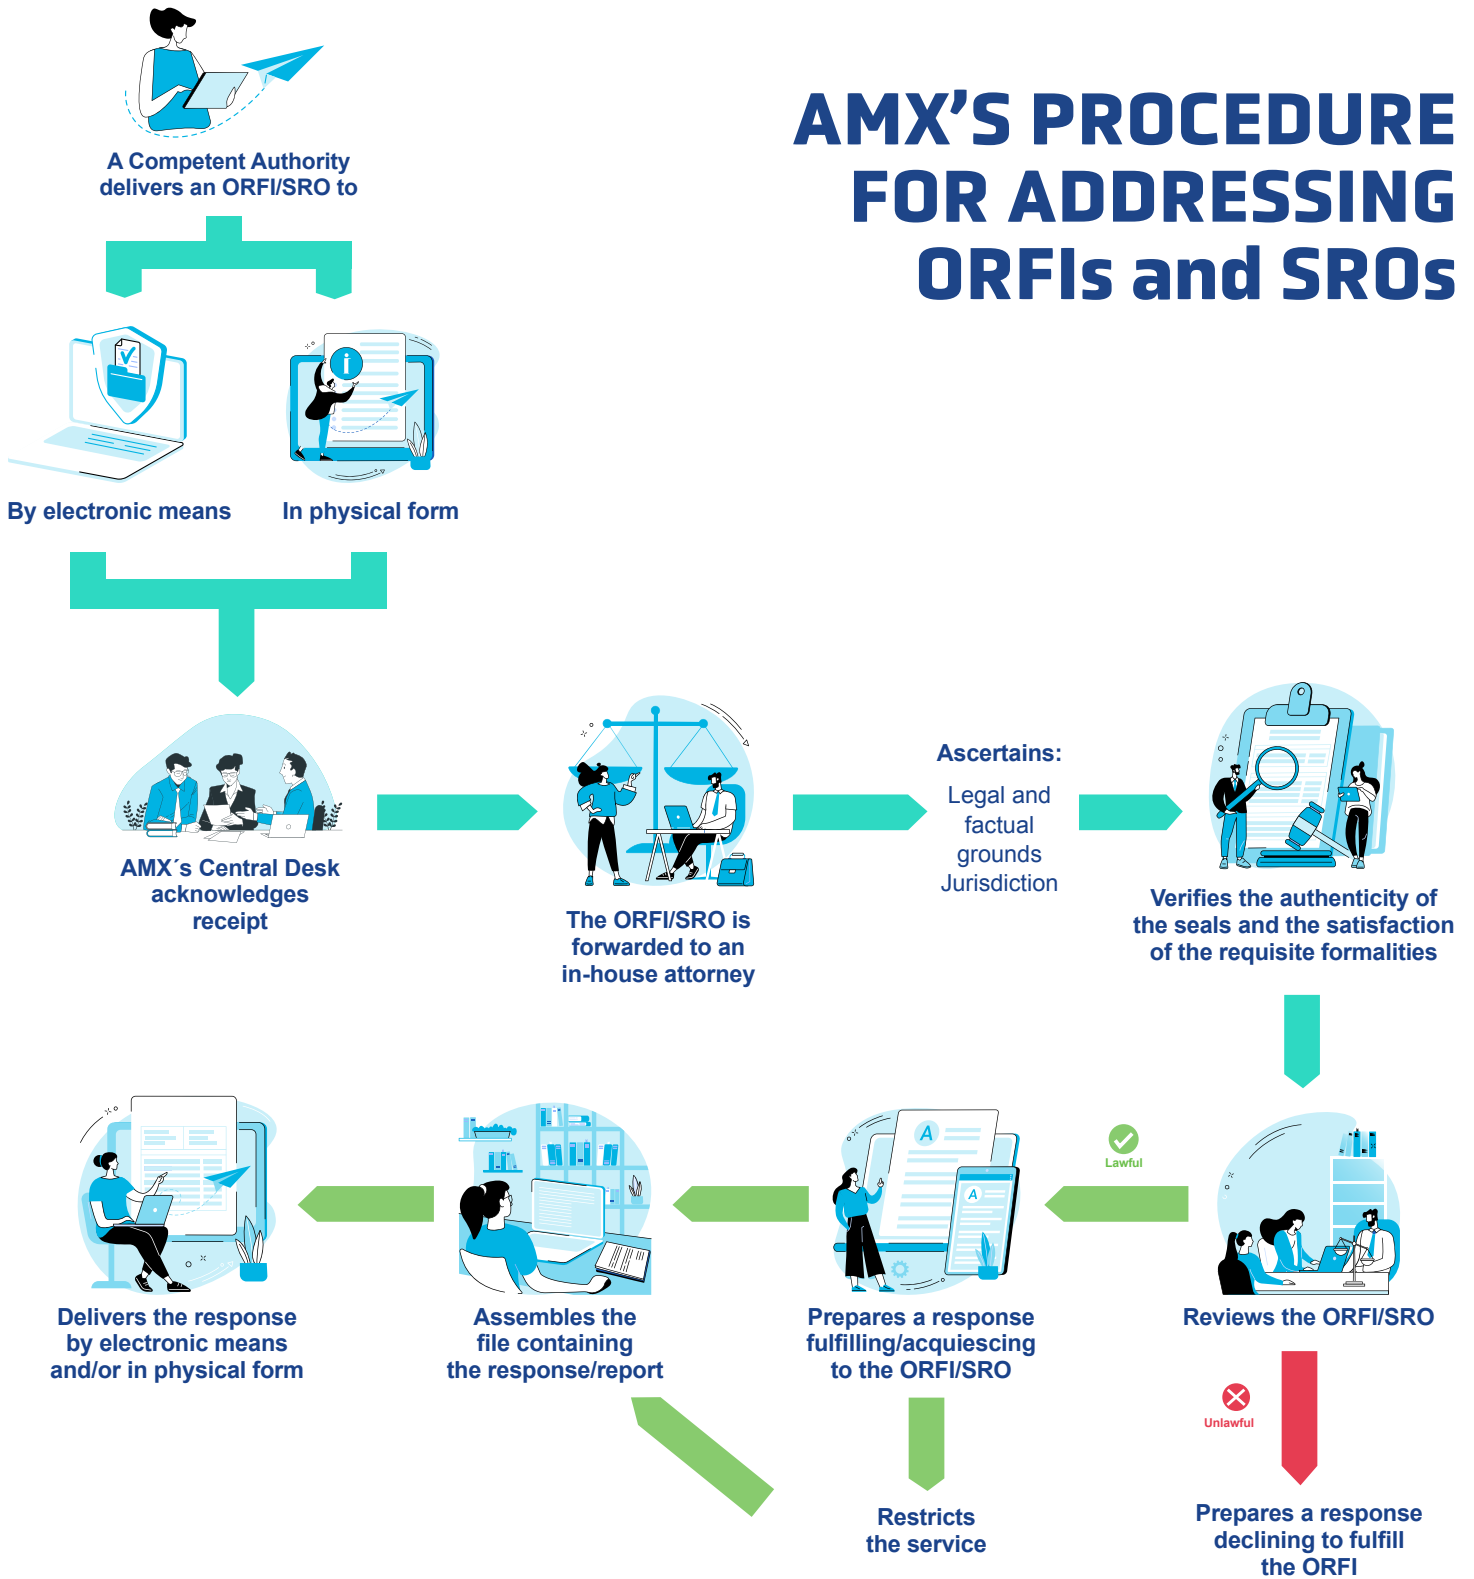 AMX’S PROCEDURE
FOR ADDRESSING
ORFIs and SROs
A Competent Authority
delivers an ORFI/SRO to
By electronic means
In physical form
AMX´s Central Desk
acknowledges
receipt
The ORFI/SRO is
forwarded to an
in-house attorney
Ascertains:
Legal and
factual
grounds
Jurisdiction
Verifies the authenticity of
the seals and the satisfaction
of the requisite formalities
Reviews the ORFI/SRO
Lawful
Prepares a response
fulfilling/acquiescing
to the ORFI/SRO
A
A
Assembles the
file containing
the response/report
Delivers the response
by electronic means
and/or in physical form
Restricts
the service
Unlawful
Prepares a response
declining to fulfill
the ORFI